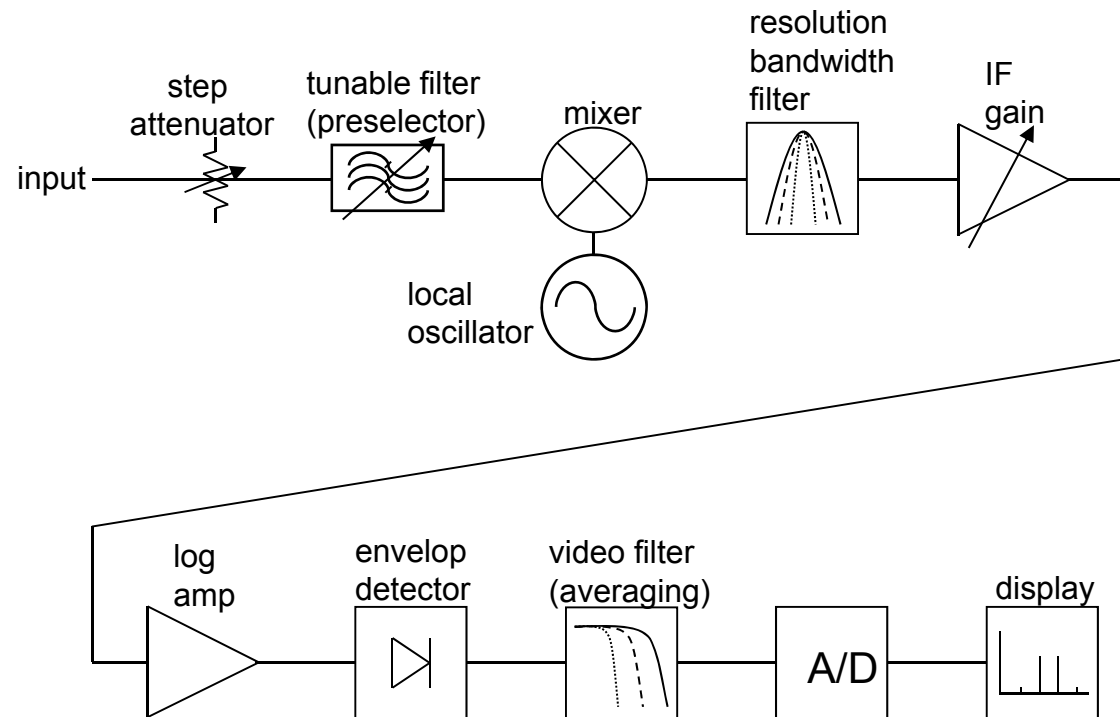 step
attenuator
tunable filter
(preselector)
mixer
resolution
bandwidth
filter
IF
gain
input
local
oscillator
log
amp
envelop
detector
video filter
(averaging)
A/D
display